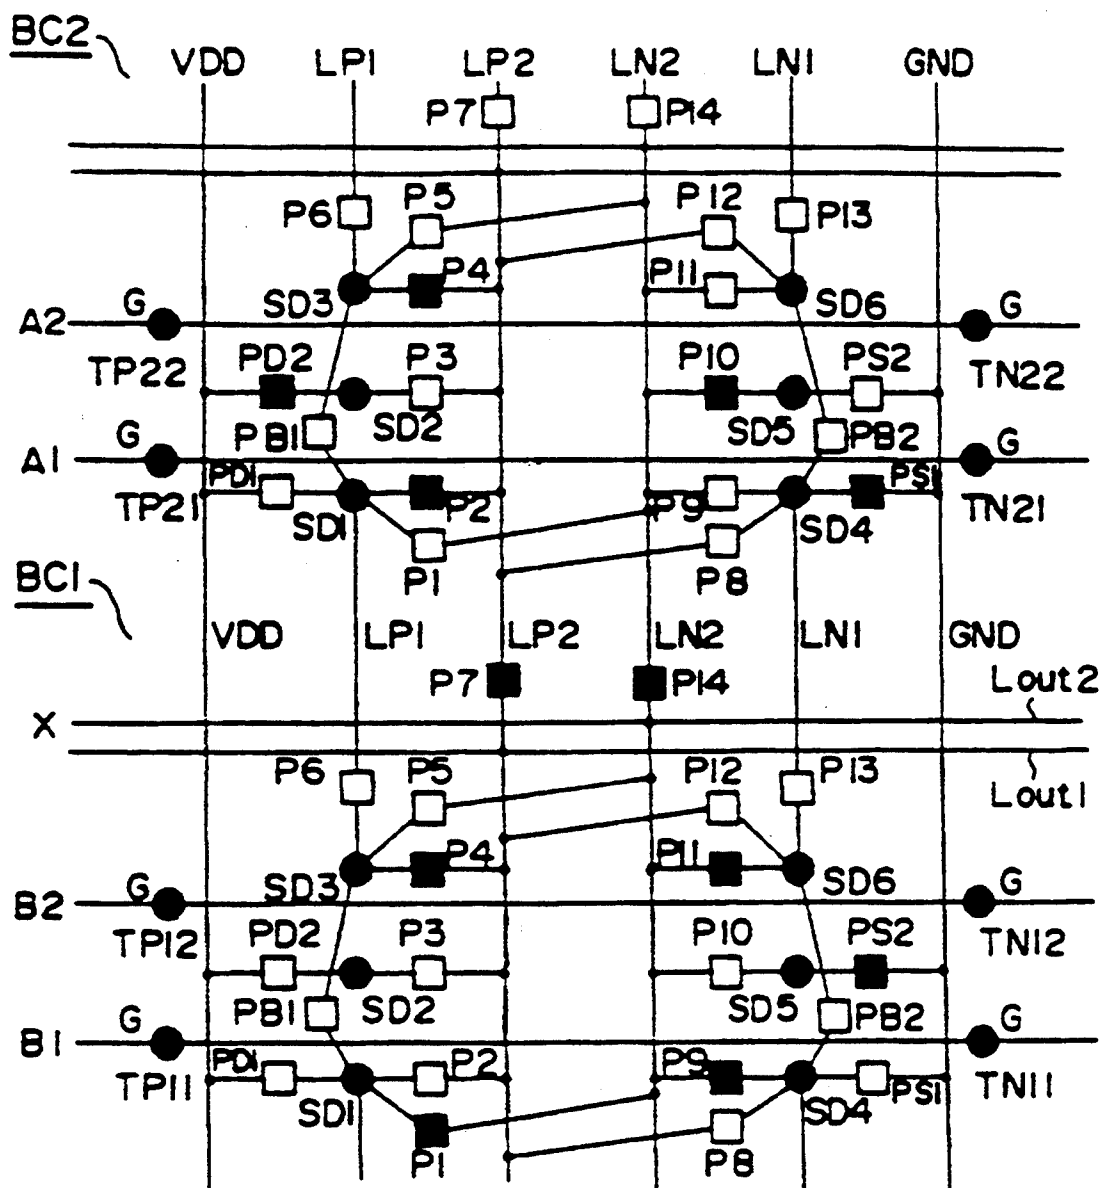 BC2
VDD LP1 LP2 LN2 LN1 GND
P7 P14
P5 P12
P6 P13
P4 P11
G SD3 SD6 G
A2
TP22 PD2 P3 P10 PS2 TN22
G PB1 SD2 SD5 PB2 G
A1
PD1 PS1
TP21 SD1 P2 P9 SD4 TN21
P1 P8
BC1
VDD LP1 LP2 LN2 LN1 GND
P7 P14 Lout2
X
P6 P5 P12 P13
Lout1
P4 P11
G SD3 SD6 G
B2
TP12 PD2 P3 P10 PS2 TN12
G PB1 SD2 SD5 PB2 G
B1
PD1 P2 P9
TP11 SD1 SD4 PS1 TN11
P1 P8